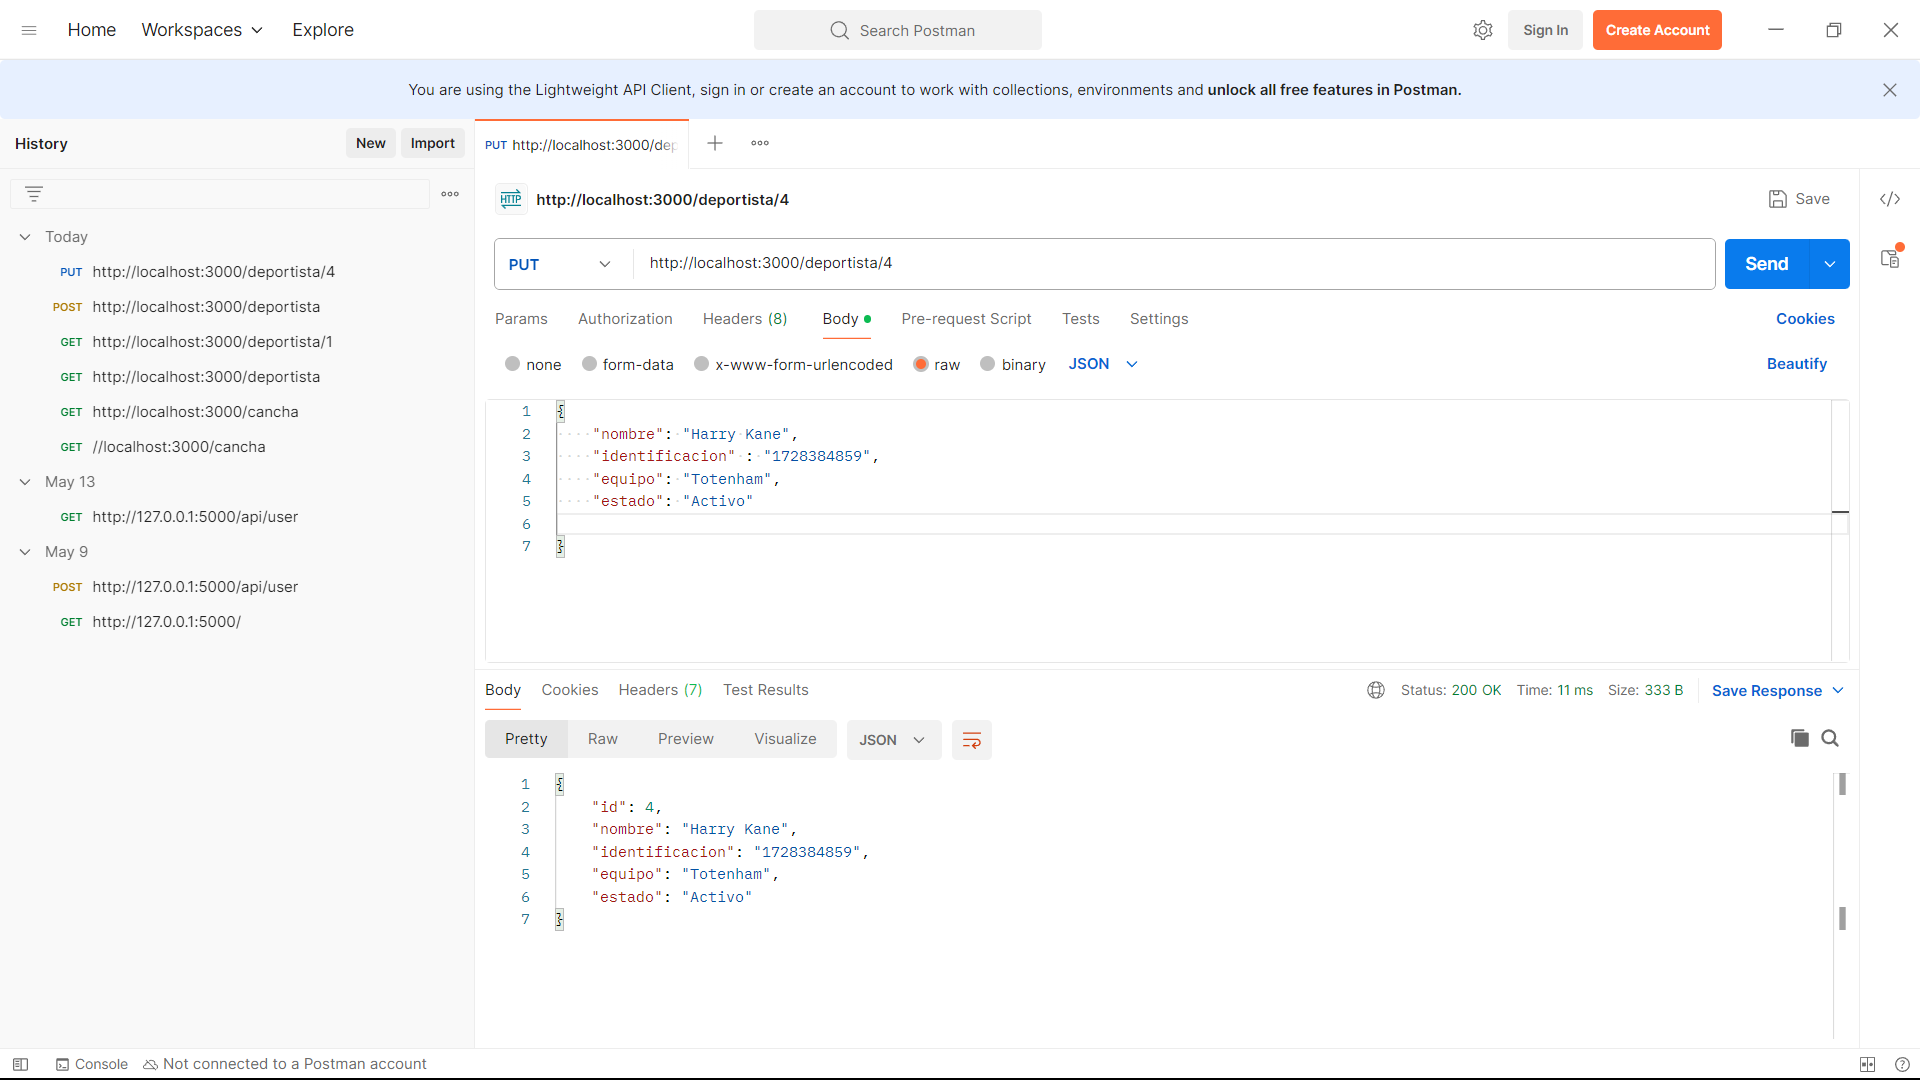 Home Workspaces Explore Search Postman Sign In Create Account
You are using the Lightweight API Client, sign in or create an account to work with collections, environments and unlock all free features in Postman.
History New Import
Today
PUT http://localhost:3000/deportista/4
POST http://localhost:3000/deportista
GET http://localhost:3000/deportista/1
GET http://localhost:3000/deportista
GET http://localhost:3000/cancha
GET //localhost:3000/cancha
May 13
GET http://127.0.0.1:5000/api/user
May 9
POST http://127.0.0.1:5000/api/user
GET http://127.0.0.1:5000/
PUT http://localhost:3000/dep
HTTP http://localhost:3000/deportista/4 Save
PUT http://localhost:3000/deportista/4 Send
Params Authorization Headers (8) Body Pre-request Script Tests Settings Cookies
none form-data x-www-form-urlencoded raw binary JSON Beautify
1 {
2 "nombre": "Harry Kane",
3 "identificacion" : "1728384859",
4 "equipo": "Totenham",
5 "estado": "Activo"
6
7 }
Body Cookies Headers (7) Test Results Status: 200 OK Time: 11 ms Size: 333 B Save Response
Pretty Raw Preview Visualize JSON
1 {
2 "id": 4,
3 "nombre": "Harry Kane",
4 "identificacion": "1728384859",
5 "equipo": "Totenham",
6 "estado": "Activo"
7 }
Console Not connected to a Postman account